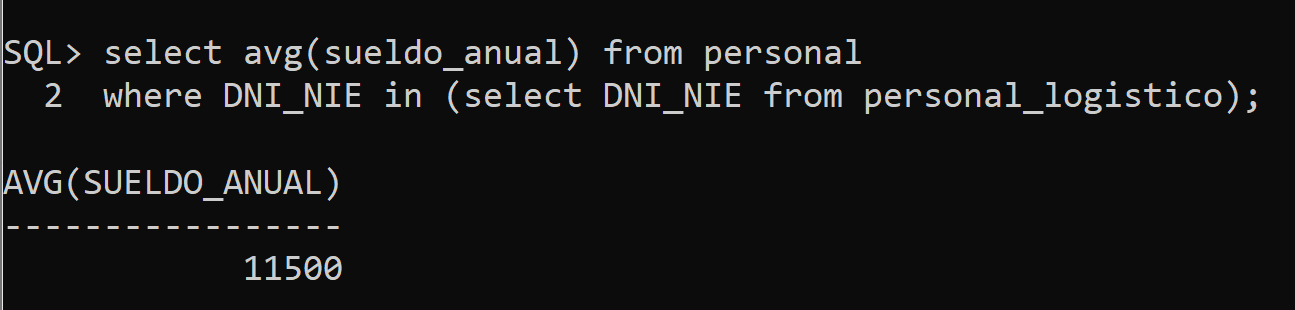 SQL> select avg(sueldo_anual) from personal
  2  where DNI_NIE in (select DNI_NIE from personal_logistico);
AVG(SUELDO_ANUAL)
-----------------
            11500